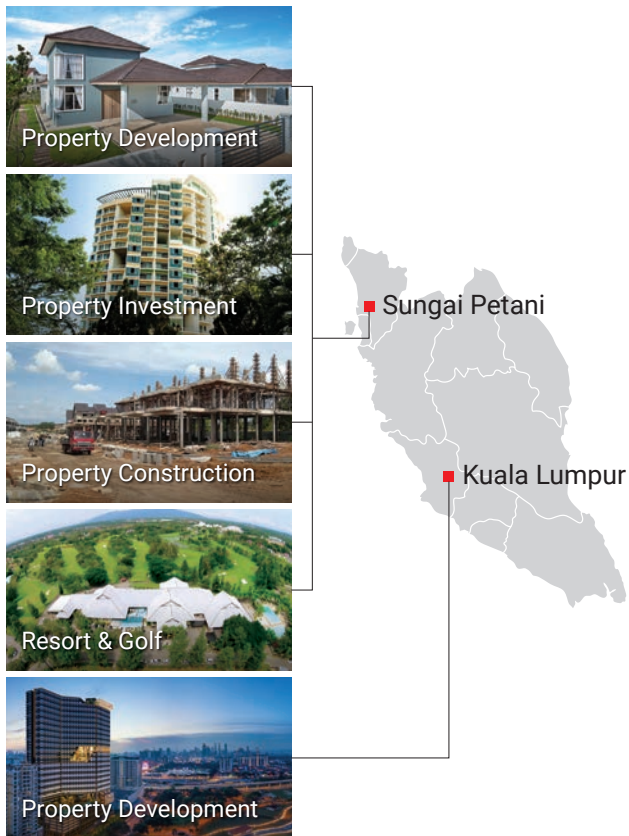 Property Development
Property Investment
Sungai Petani
Property Construction
Kuala Lumpur
Resort & Golf
Property Development